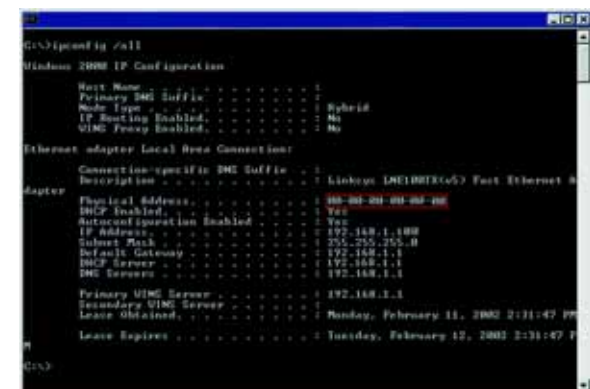 C:\>ipconfig /all
Windows 2000 IP Configuration
Host Name . . . . . . . . . . . . :
Primary DNS Suffix . . . . . . . :
Node Type . . . . . . . . . . . . : Hybrid
IP Routing Enabled. . . . . . . . : No
WINS Proxy Enabled. . . . . . . . : No
Ethernet adapter Local Area Connection:
Connection-specific DNS Suffix . :
Description . . . . . . . . . . . : Linksys LNE100TX(v5) Fast Ethernet A
dapter
Physical Address. . . . . . . . . :
DHCP Enabled. . . . . . . . . . . : Yes
Autoconfiguration Enabled . . . . : Yes
IP Address. . . . . . . . . . . . : 192.168.1.100
Subnet Mask . . . . . . . . . . . : 255.255.255.0
Default Gateway . . . . . . . . . : 192.168.1.1
DHCP Server . . . . . . . . . . . : 192.168.1.1
DNS Servers . . . . . . . . . . . : 192.168.1.1
Primary WINS Server . . . . . . . : 192.168.1.1
Secondary WINS Server . . . . . . :
Lease Obtained. . . . . . . . . . : Monday, February 11, 2002 2:31:47 PM
Lease Expires . . . . . . . . . . : Tuesday, February 12, 2002 2:31:47 P
M
C:\>